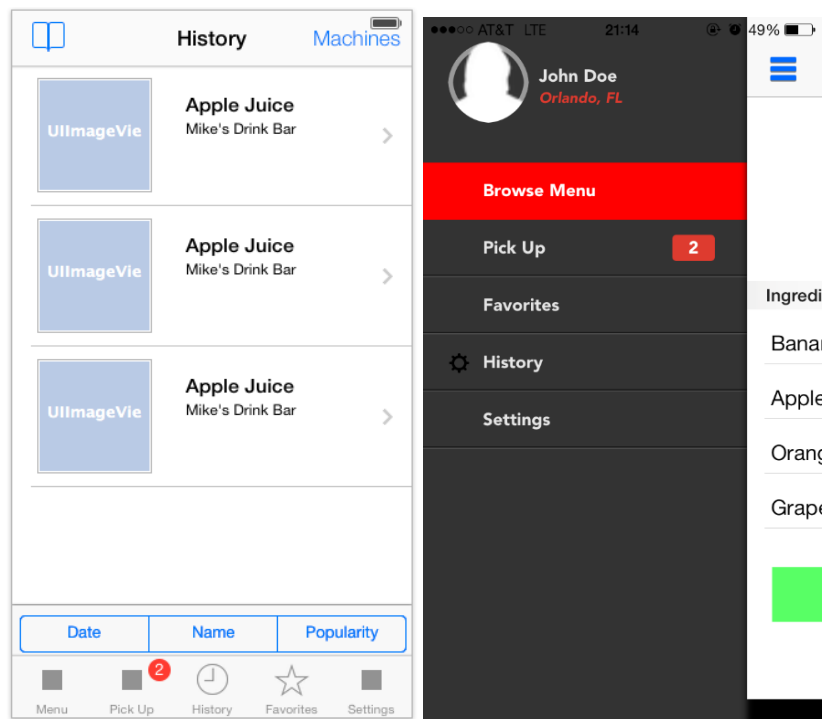 History
Machines
UIImageVie
Apple Juice
Mike's Drink Bar
UIImageVie
Apple Juice
Mike's Drink Bar
UIImageVie
Apple Juice
Mike's Drink Bar
Date
Name
Popularity
2
Menu
Pick Up
History
Favorites
Settings
AT&T LTE
21:14
49%
John Doe
Orlando, FL
Browse Menu
Pick Up
2
Favorites
History
Settings
Ingredi
Bana
Apple
Oran
Grape